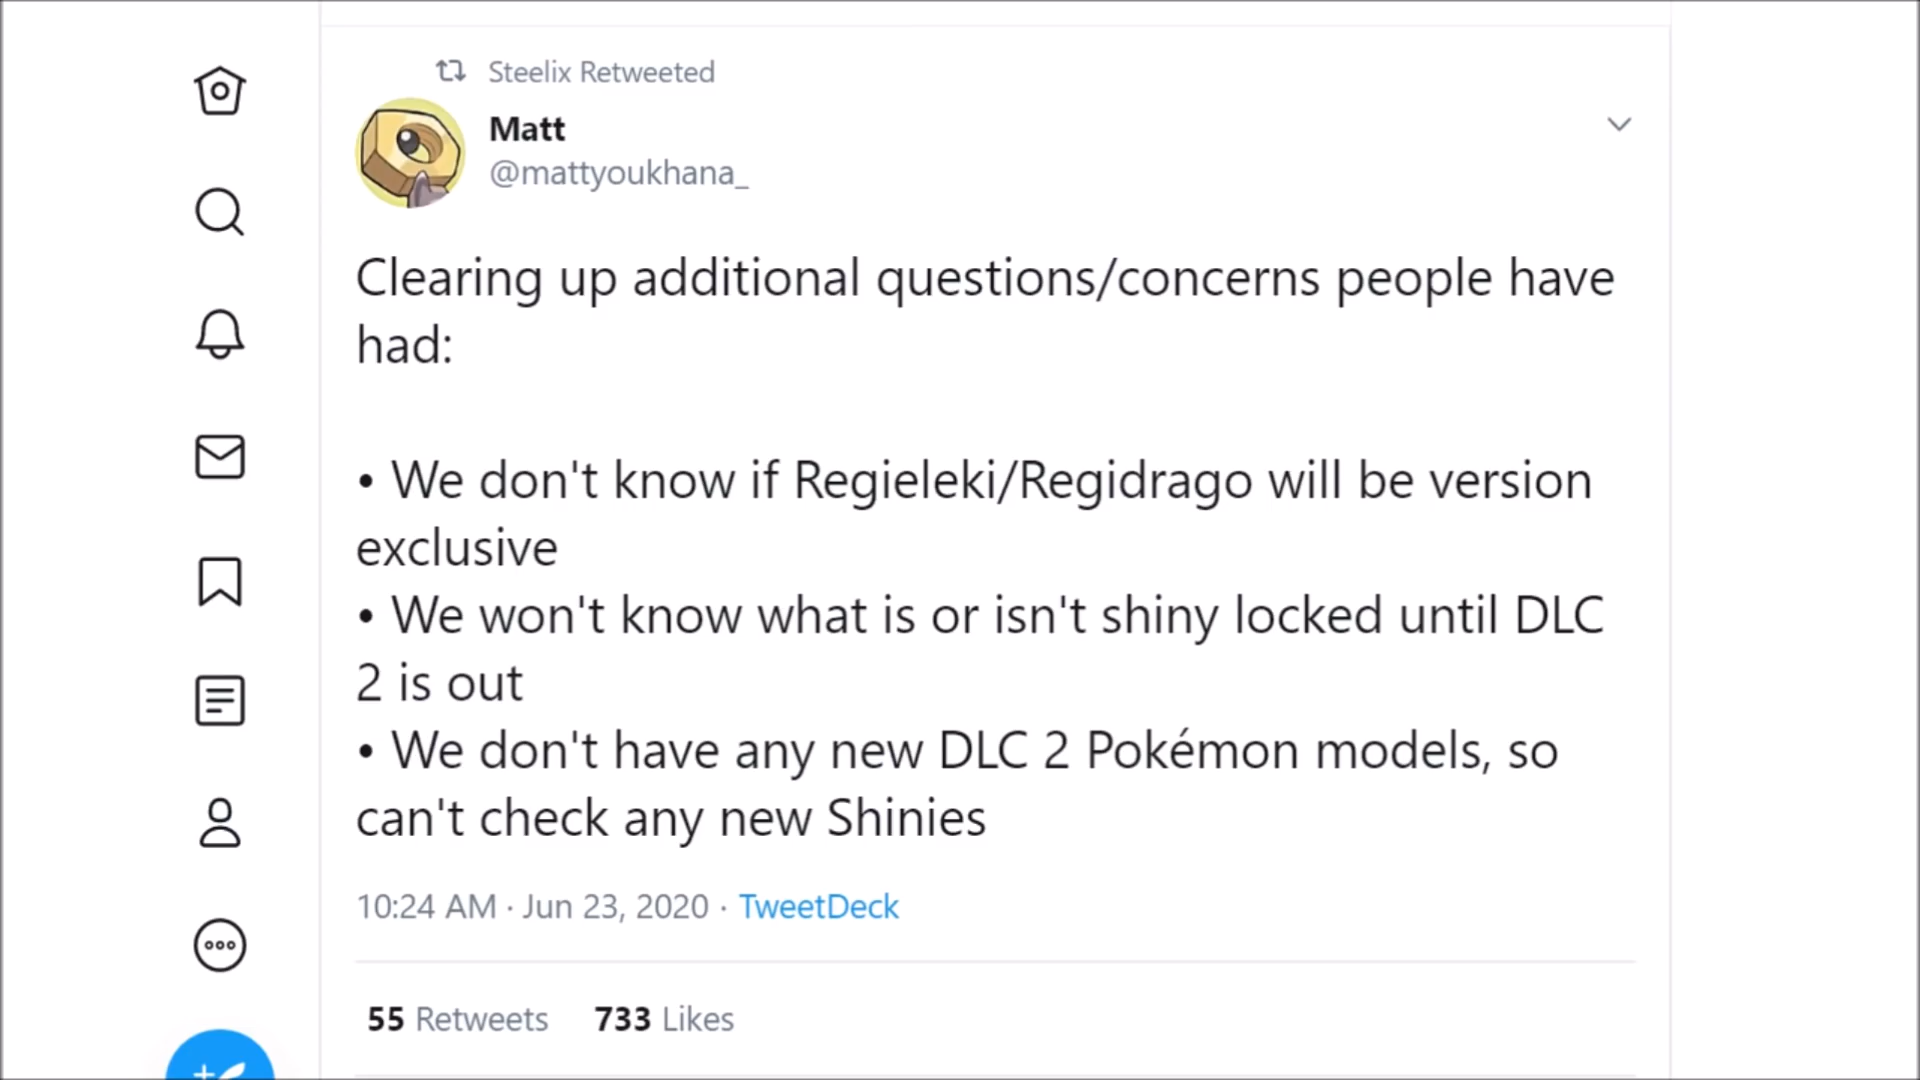 Steelix Retweeted
Matt
@mattyoukhana_
Clearing up additional questions/concerns people have
had:
• We don't know if Regieleki/Regidrago will be version
exclusive
• We won't know what is or isn't shiny locked until DLC
2 is out
• We don't have any new DLC 2 Pokémon models, so
can't check any new Shinies
10:24 AM · Jun 23, 2020 · TweetDeck
55 Retweets 733 Likes